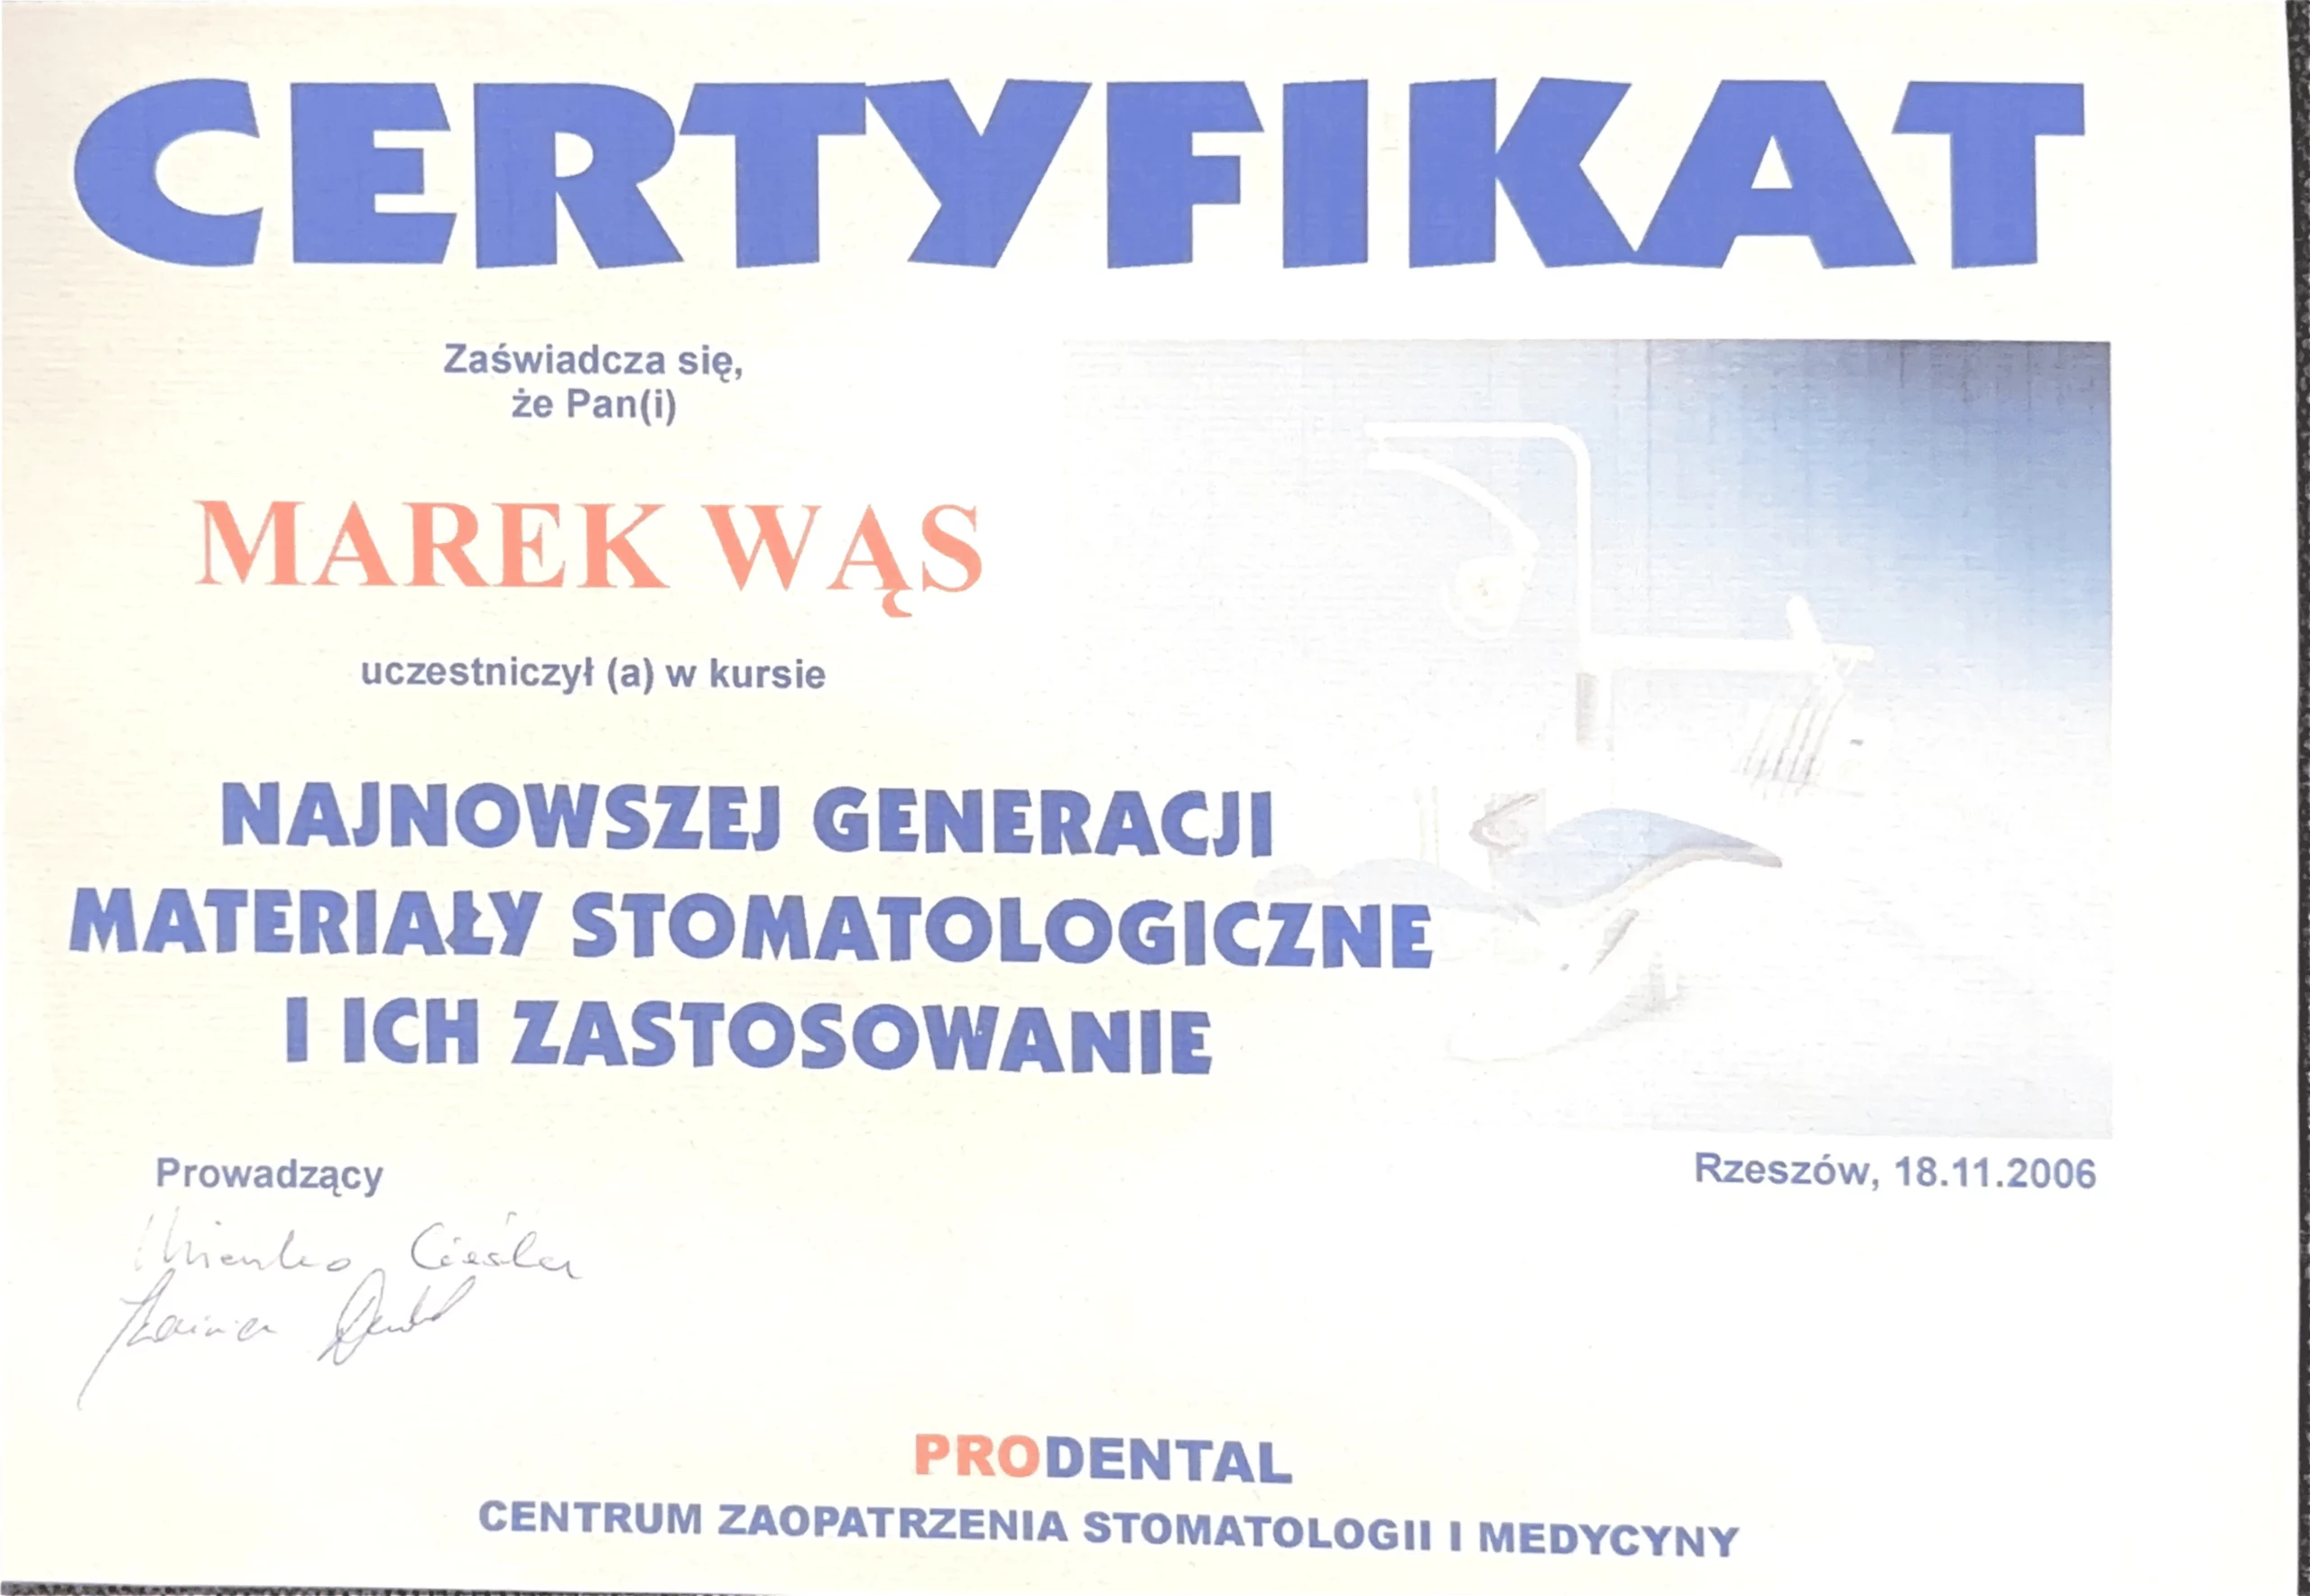 CERTYFIKAT
Zaświadcza się,
że Pan(i)
MAREK WĄS
uczestniczył (a) w kursie
NAJNOWSZEJ GENERACJI
MATERIAŁY STOMATOLOGICZNE
I ICH ZASTOSOWANIE
Prowadzący
Rzeszów, 18.11.2006
Cieśla
PRODENTAL
CENTRUM ZAOPATRZENIA STOMATOLOGII I MEDYCYNY